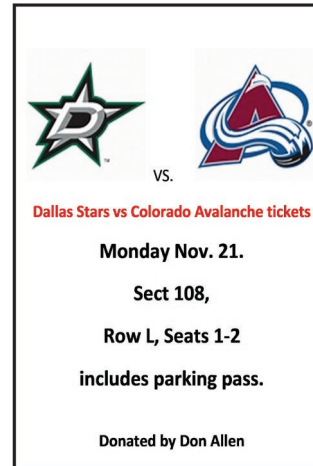 D
TM
A
VS.
Dallas Stars vs Colorado Avalanche tickets
Monday Nov. 21.
Sect 108,
Row L, Seats 1-2
includes parking pass.
Donated by Don Allen